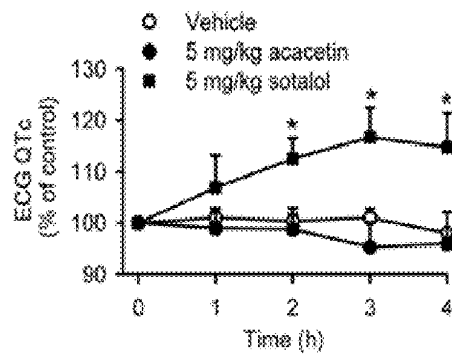 Vehicle
5 mg/kg acacetin
5 mg/kg sotalol
ECG QTc
(% of control)
130
120
110
100
90
* * *
0 1 2 3 4
Time (h)